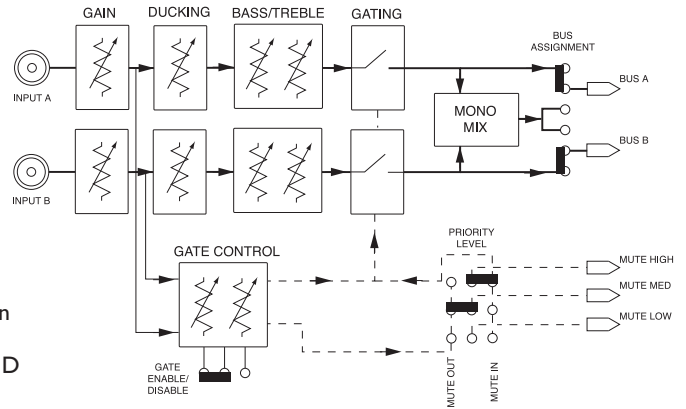 GAIN
DUCKING
BASS/TREBLE
GATING
BUS
ASSIGNMENT
INPUT A
BUS A
MONO
MIX
BUS B
INPUT B
PRIORITY
LEVEL
GATE CONTROL
MUTE HIGH
MUTE MED
MUTE LOW
n
D
GATE
ENABLE/
DISABLE
MUTE OUT
MUTE IN